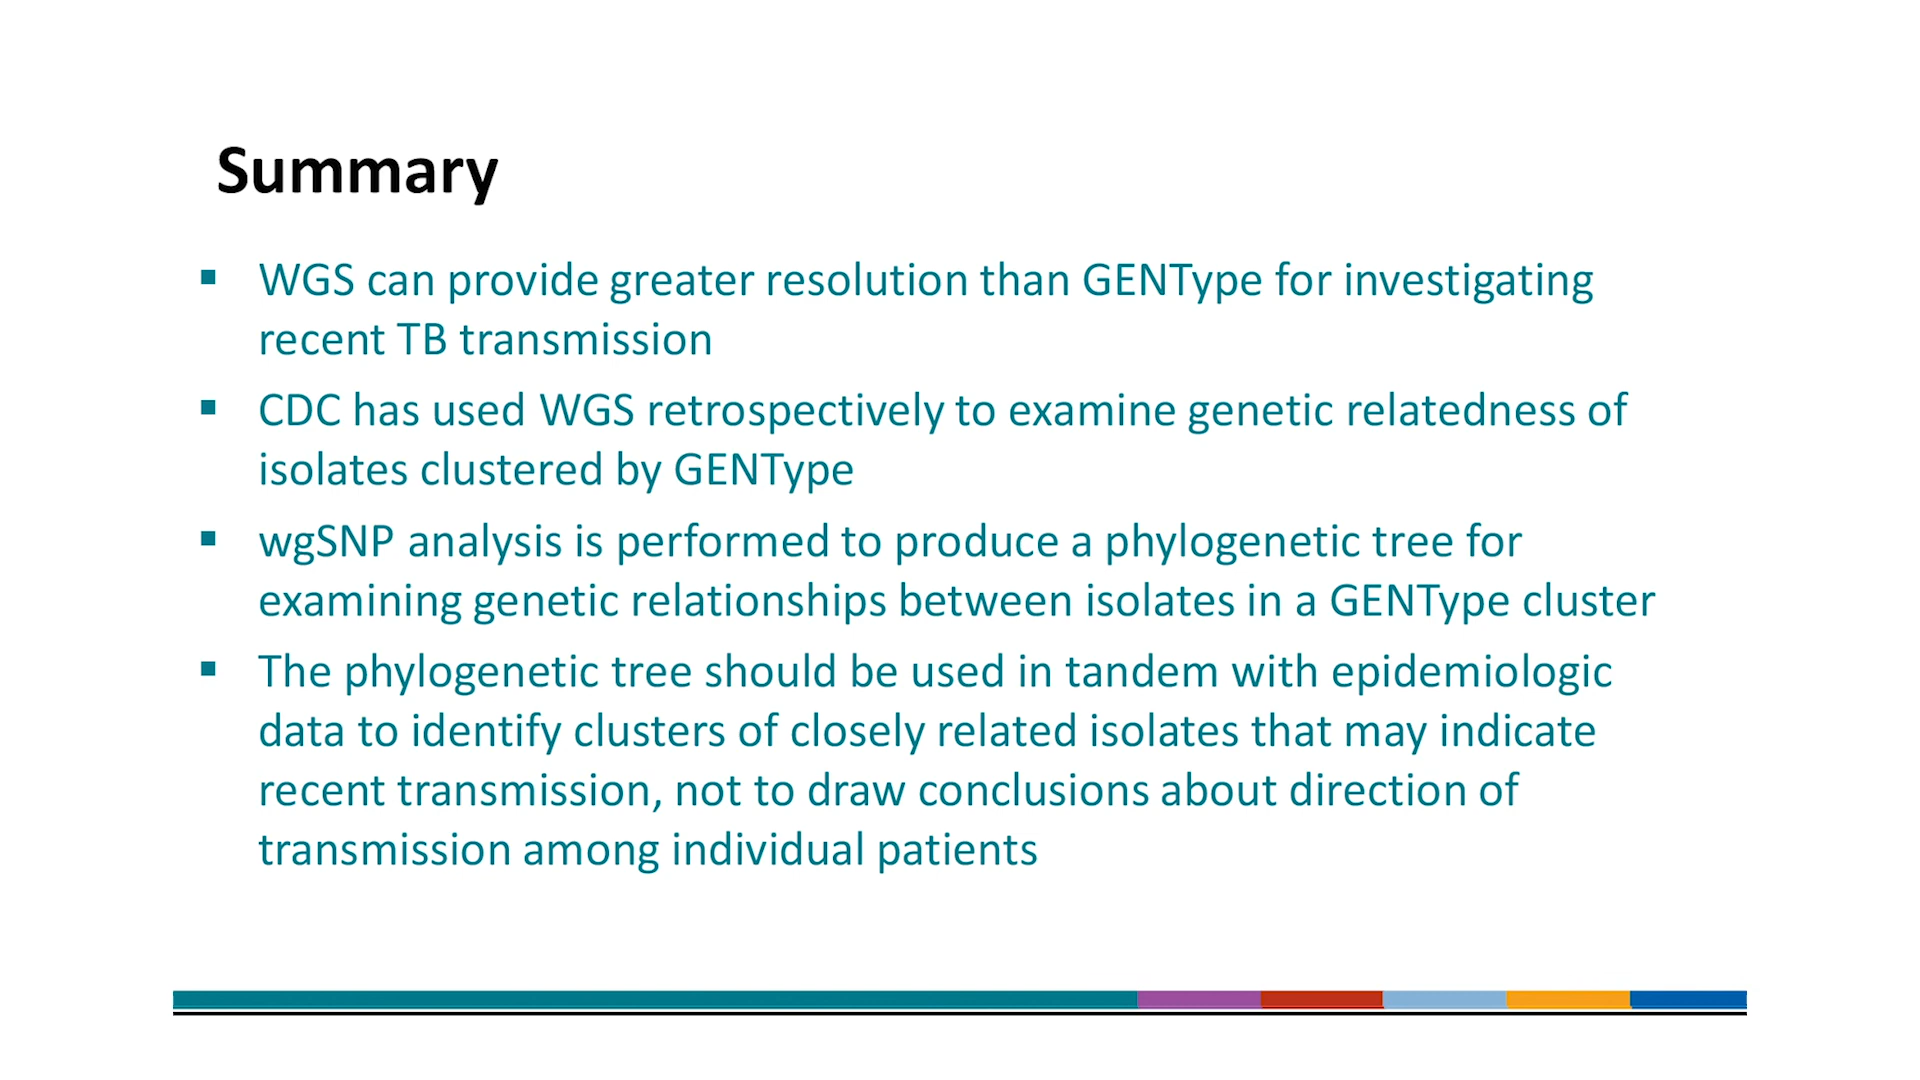 Summary
▪ WGS can provide greater resolution than GENType for investigating
recent TB transmission
▪ CDC has used WGS retrospectively to examine genetic relatedness of
isolates clustered by GENType
▪ wgSNP analysis is performed to produce a phylogenetic tree for
examining genetic relationships between isolates in a GENType cluster
▪ The phylogenetic tree should be used in tandem with epidemiologic
data to identify clusters of closely related isolates that may indicate
recent transmission, not to draw conclusions about direction of
transmission among individual patients